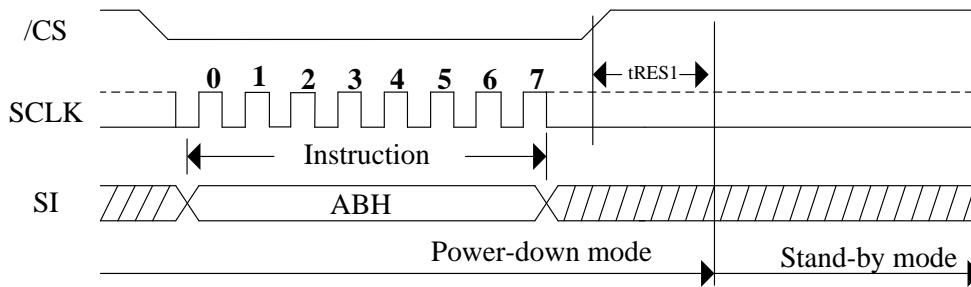 /CS
tRES1
0 1 2 3 4 5 6 7
SCLK
Instruction
SI
ABH
Power-down mode
Stand-by mode